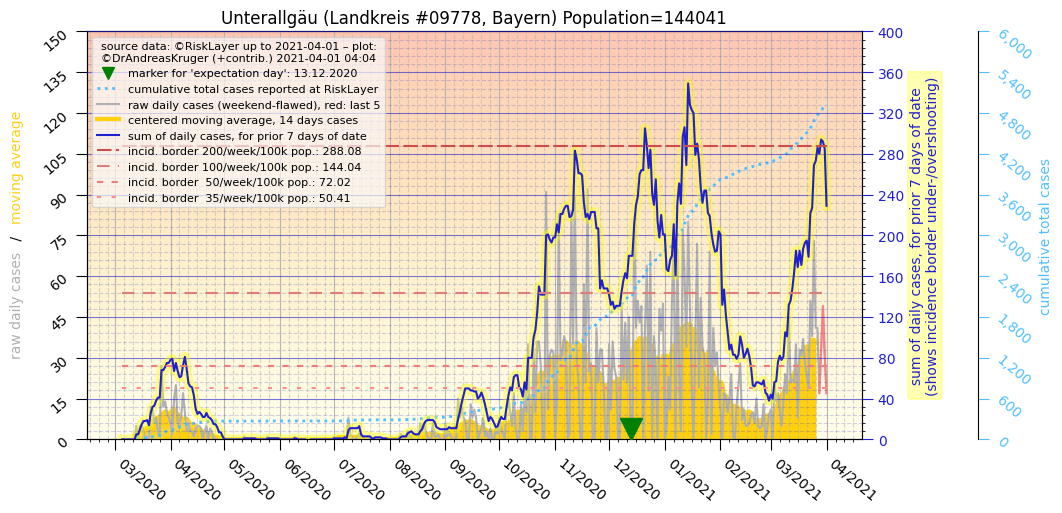 Unterallgäu (Landkreis #09778, Bayern) Population=144041
source data: ©RiskLayer up to 2021-04-01 – plot:
©DrAndreasKruger (+contrib.) 2021-04-01 04:04
marker for 'expectation day': 13.12.2020
cumulative total cases reported at RiskLayer
raw daily cases (weekend-flawed), red: last 5
centered moving average, 14 days cases
sum of daily cases, for prior 7 days of date
incid. border 200/week/100k pop.: 288.08
incid. border 100/week/100k pop.: 144.04
incid. border  50/week/100k pop.: 72.02
incid. border  35/week/100k pop.: 50.41
raw daily cases  /  moving average
150
135
120
105
90
75
60
45
30
15
0
03/2020
04/2020
05/2020
06/2020
07/2020
08/2020
09/2020
10/2020
11/2020
12/2020
01/2021
02/2021
03/2021
04/2021
400
360
320
280
240
200
160
120
80
40
0
sum of daily cases, for prior 7 days of date
(shows incidence border under-/overshooting)
6,000
5,400
4,800
4,200
3,600
3,000
2,400
1,800
1,200
600
0
cumulative total cases